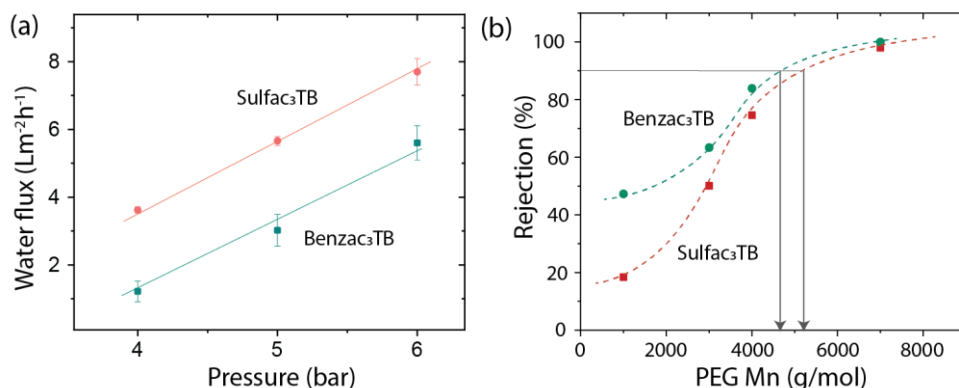 (a)
Water flux (Lm⁻²h⁻¹)
8
6
4
2
Sulfac₃TB
Benzac₃TB
4
5
6
Pressure (bar)
(b)
Rejection (%)
100
80
60
40
20
0
Benzac₃TB
Sulfac₃TB
0
2000
4000
6000
8000
PEG Mn (g/mol)